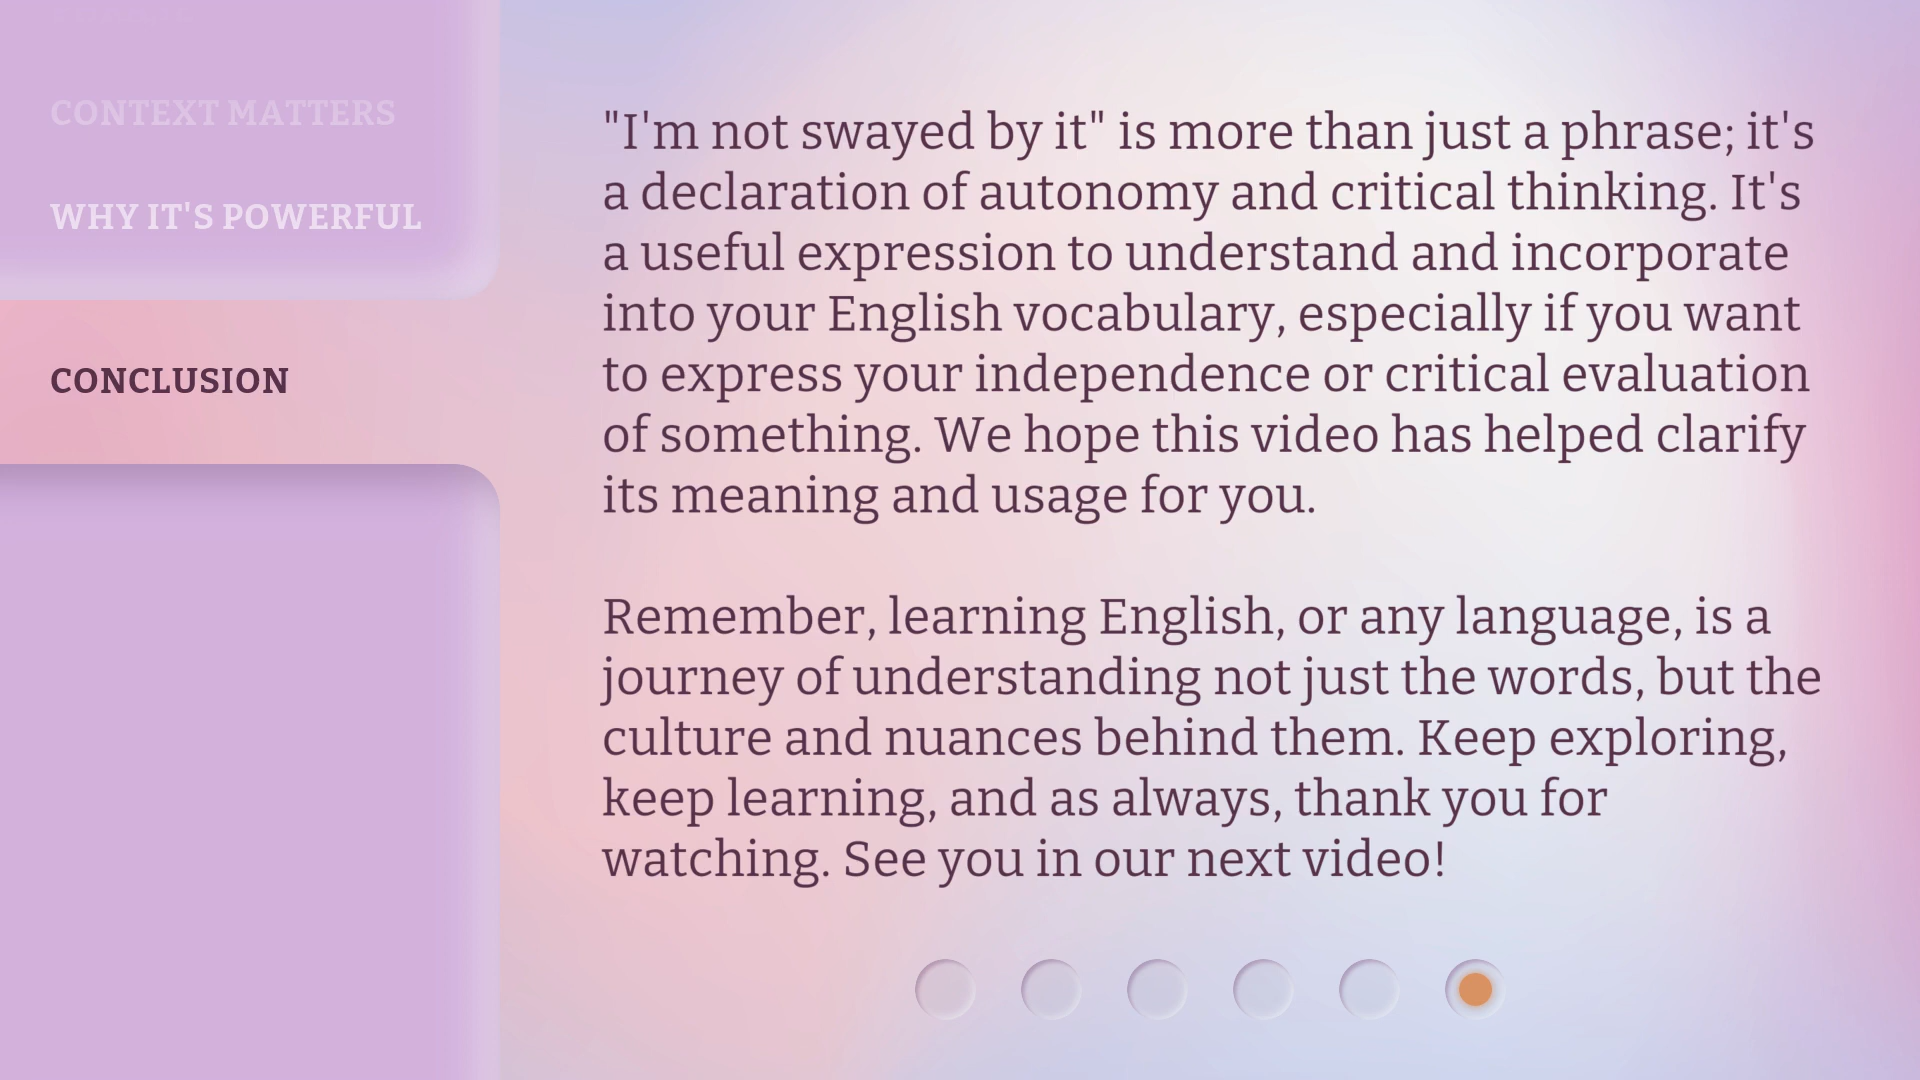 CONTEXT MATTERS
WHY IT'S POWERFUL
CONCLUSION
"I'm not swayed by it" is more than just a phrase; it's
a declaration of autonomy and critical thinking. It's
a useful expression to understand and incorporate
into your English vocabulary, especially if you want
to express your independence or critical evaluation
of something. We hope this video has helped clarify
its meaning and usage for you.
Remember, learning English, or any language, is a
journey of understanding not just the words, but the
culture and nuances behind them. Keep exploring,
keep learning, and as always, thank you for
watching. See you in our next video!